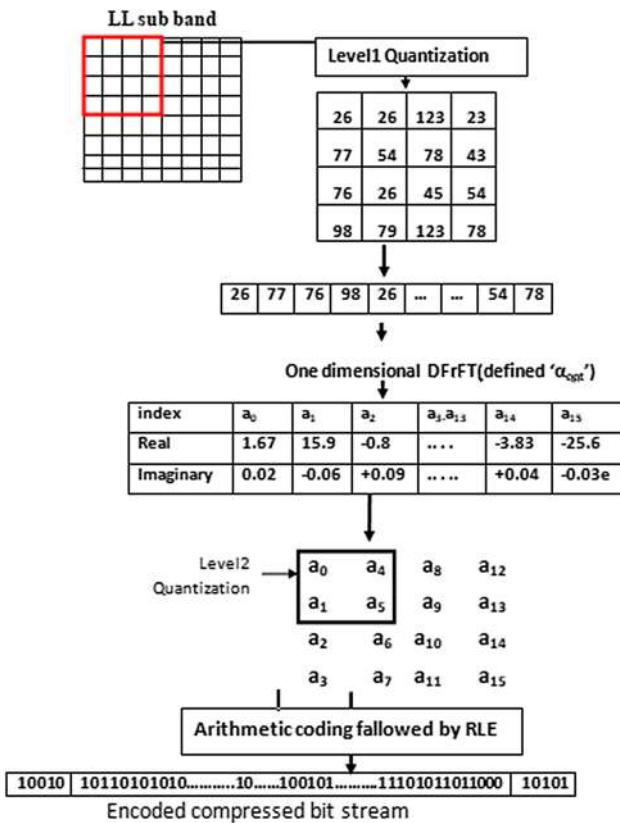 LL sub band
Level1 Quantization
26 26 123 23
77 54 78 43
76 26 45 54
98 79 123 78
26 77 76 98 26 ... ... 54 78
One dimensional DFrFT(defined ‘αopt’)
index a0 a1 a2 a3-a13 a14 a15
Real 1.67 15.9 -0.8 .... -3.83 -25.6
Imaginary 0.02 -0.06 +0.09 ..... +0.04 -0.03e
Level2
Quantization
a0 a4 a8 a12
a1 a5 a9 a13
a2 a6 a10 a14
a3 a7 a11 a15
Arithmetic coding fallowed by RLE
10010 10110101010...........10......100101..........11101011011000 10101
Encoded compressed bit stream